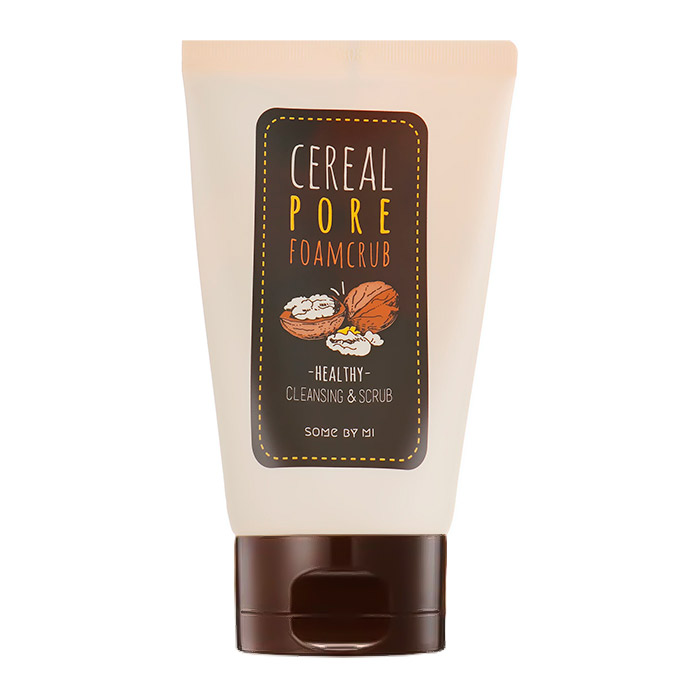 CEREAL
PORE
FOAMCRUB
-HEALTHY-
CLEANSING & SCRUB
SOME BY MI